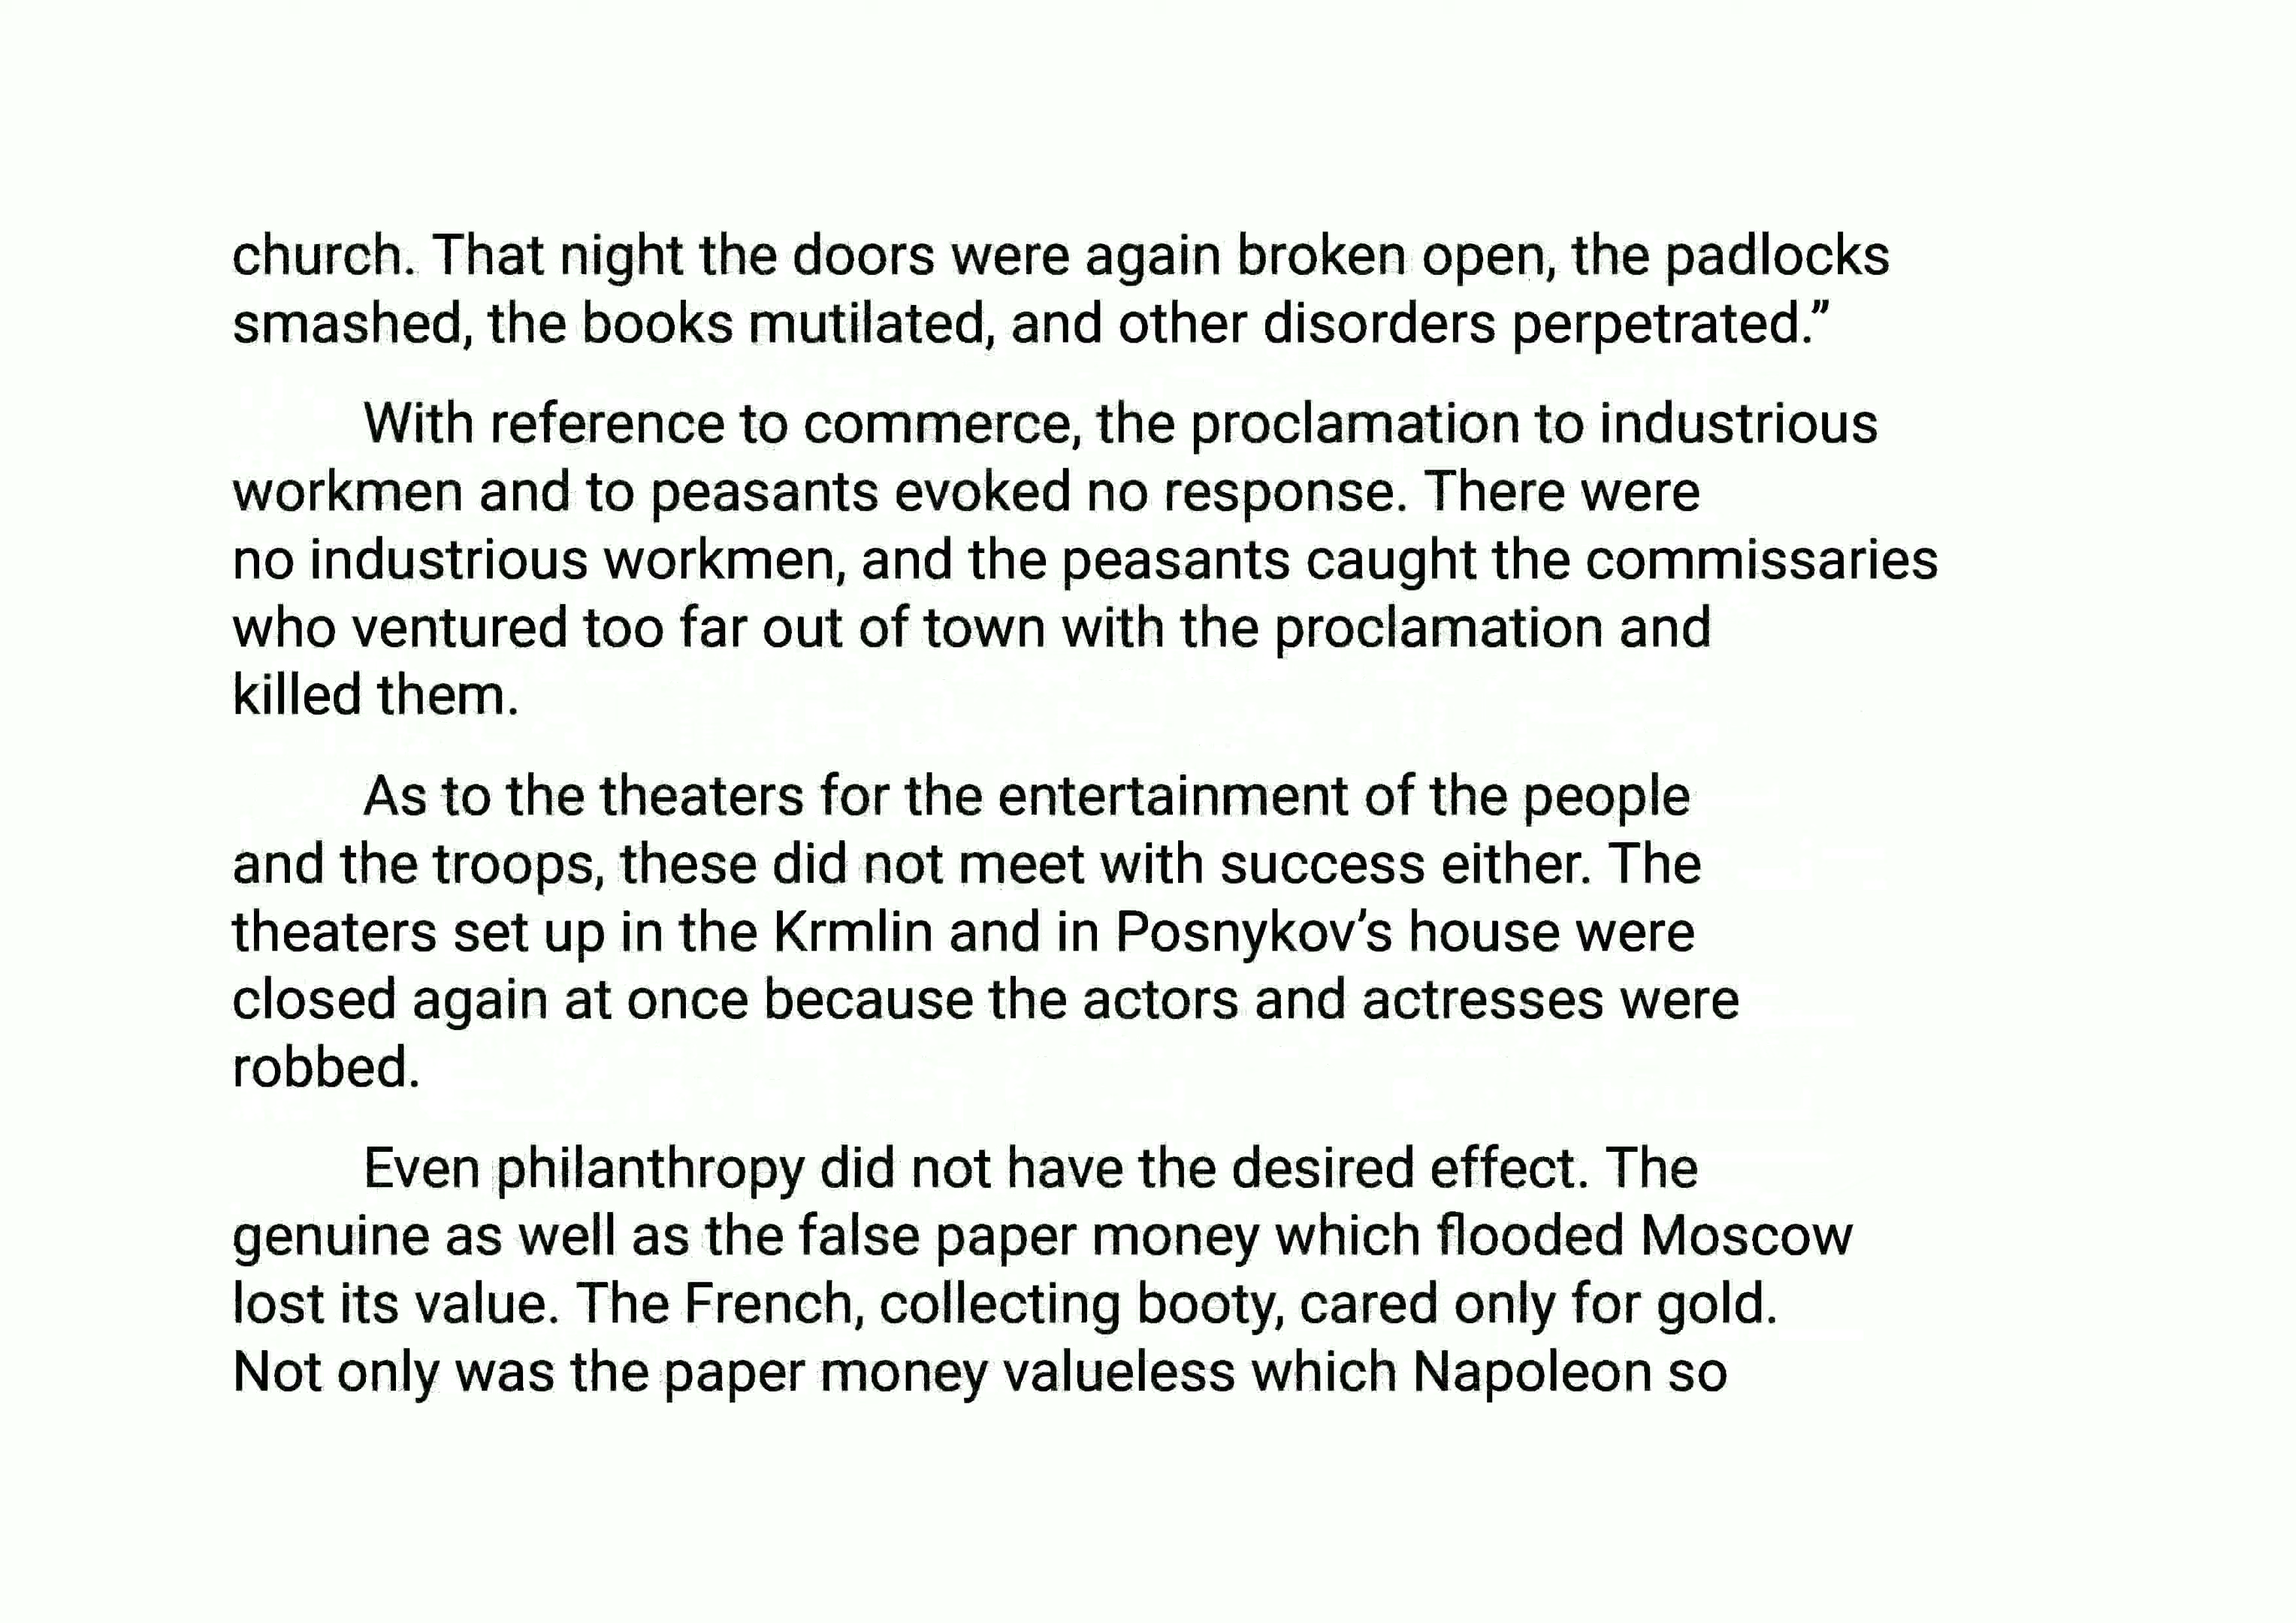 church. That night the doors were again broken open, the padlocks
smashed, the books mutilated, and other disorders perpetrated.”
With reference to commerce, the proclamation to industrious
workmen and to peasants evoked no response. There were
no industrious workmen, and the peasants caught the commissaries
who ventured too far out of town with the proclamation and
killed them.
As to the theaters for the entertainment of the people
and the troops, these did not meet with success either. The
theaters set up in the Krmlin and in Posnykov’s house were
closed again at once because the actors and actresses were
robbed.
Even philanthropy did not have the desired effect. The
genuine as well as the false paper money which flooded Moscow
lost its value. The French, collecting booty, cared only for gold.
Not only was the paper money valueless which Napoleon so